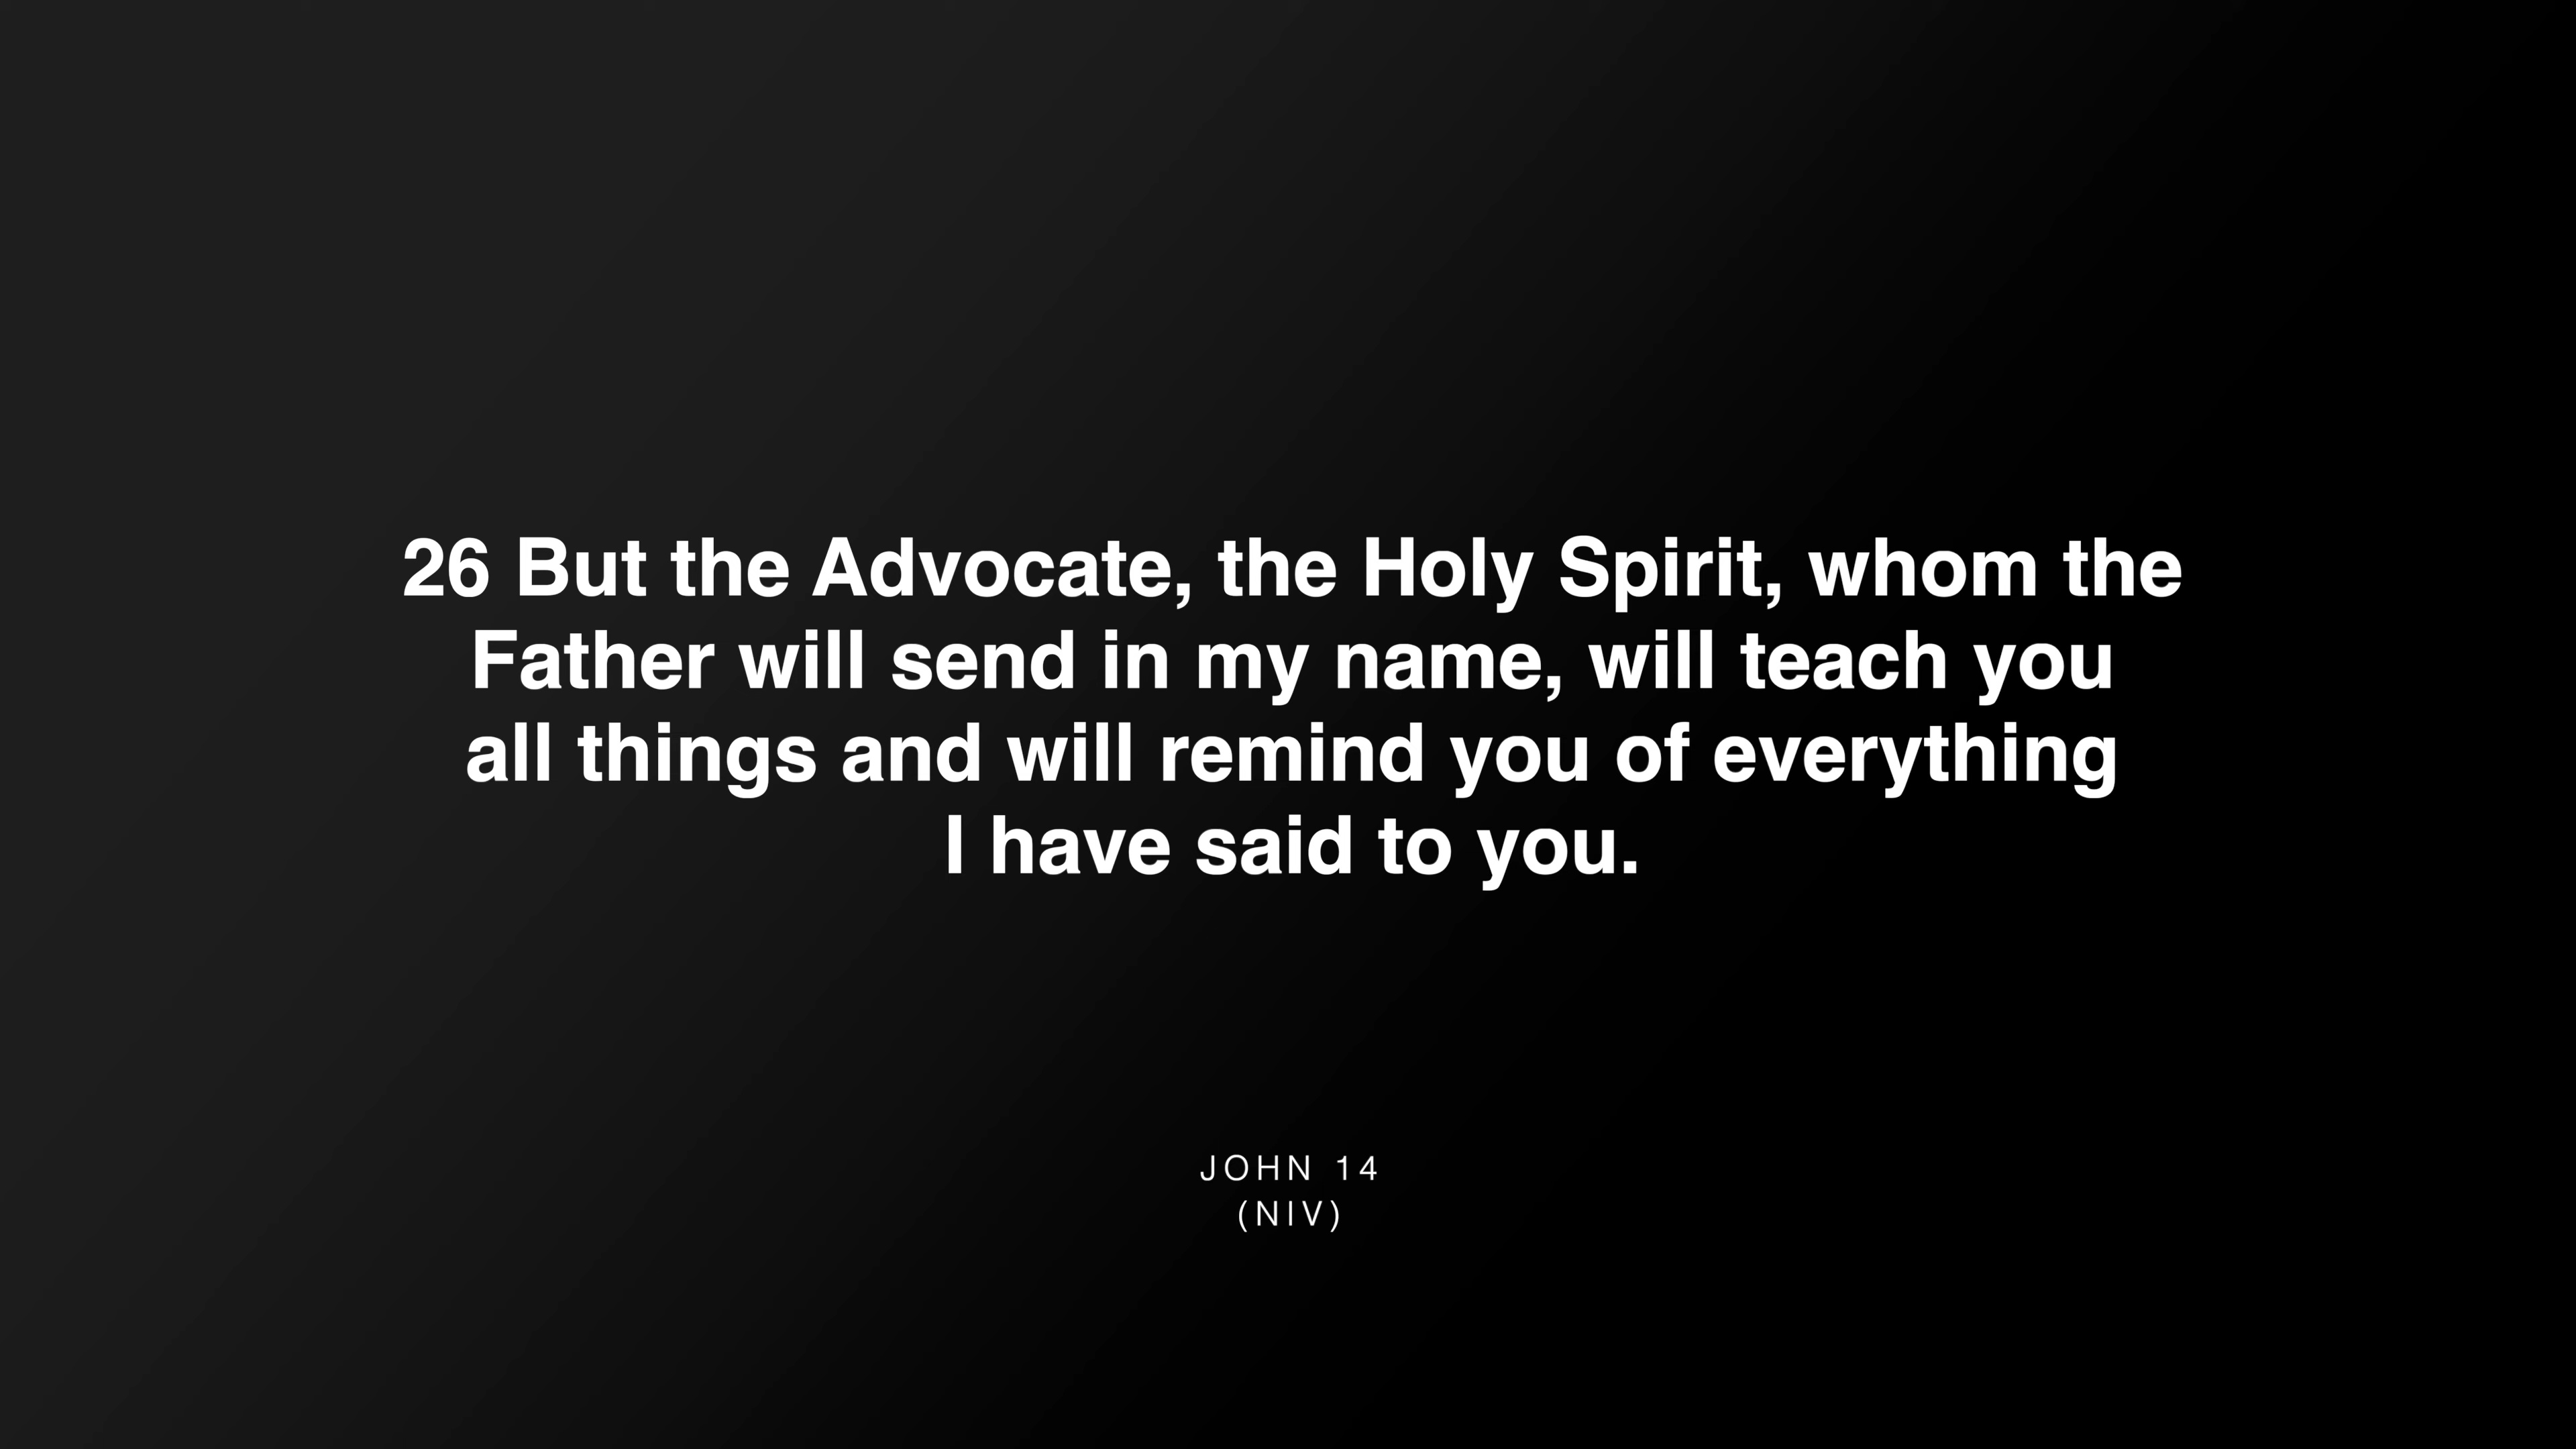 26 But the Advocate, the Holy Spirit, whom the
Father will send in my name, will teach you
all things and will remind you of everything
I have said to you.
JOHN 14
(NIV)